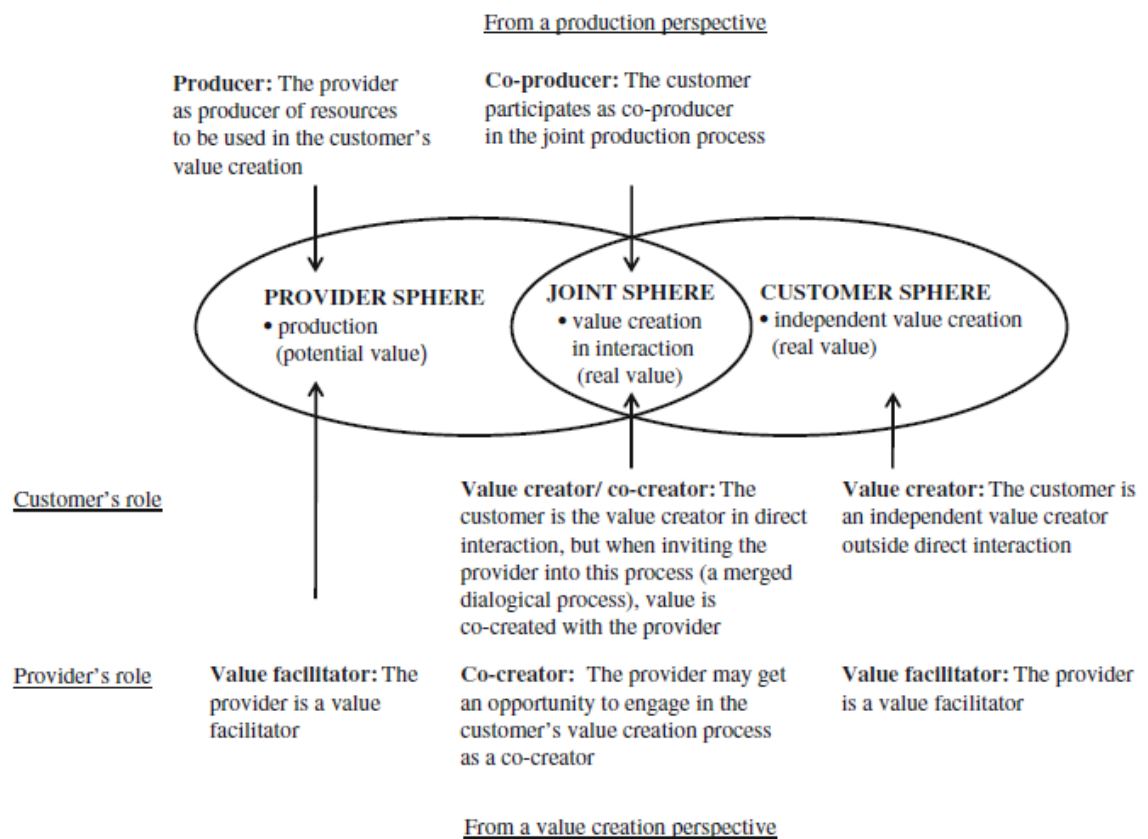 From a production perspective
Producer: The provider
as producer of resources
to be used in the customer's
value creation
Co-producer: The customer
participates as co-producer
in the joint production process
PROVIDER SPHERE
• production
(potential value)
JOINT SPHERE
• value creation
in interaction
(real value)
CUSTOMER SPHERE
• independent value creation
(real value)
Customer's role
Value creator/ co-creator: The
customer is the value creator in direct
interaction, but when inviting the
provider into this process (a merged
dialogical process), value is
co-created with the provider
Value creator: The customer is
an independent value creator
outside direct interaction
Provider's role
Value facilitator: The
provider is a value
facilitator
Co-creator: The provider may get
an opportunity to engage in the
customer's value creation process
as a co-creator
Value facilitator: The provider
is a value facilitator
From a value creation perspective